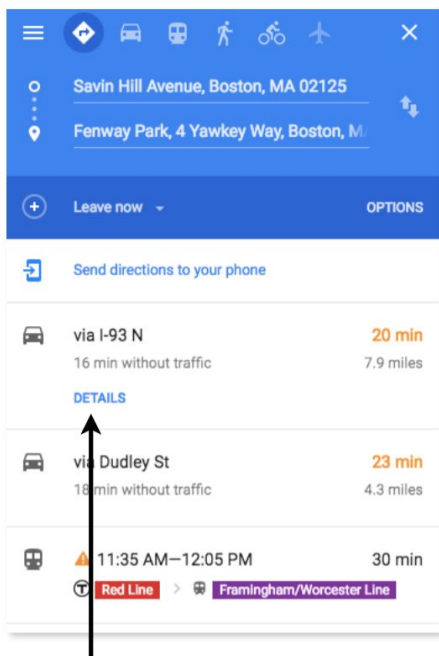 Savin Hill Avenue, Boston, MA 02125
Fenway Park, 4 Yawkey Way, Boston, M
Leave now OPTIONS
Send directions to your phone
via I-93 N 20 min
16 min without traffic 7.9 miles
DETAILS
via Dudley St 23 min
18 min without traffic 4.3 miles
11:35 AM—12:05 PM 30 min
T Red Line > Framingham/Worcester Line